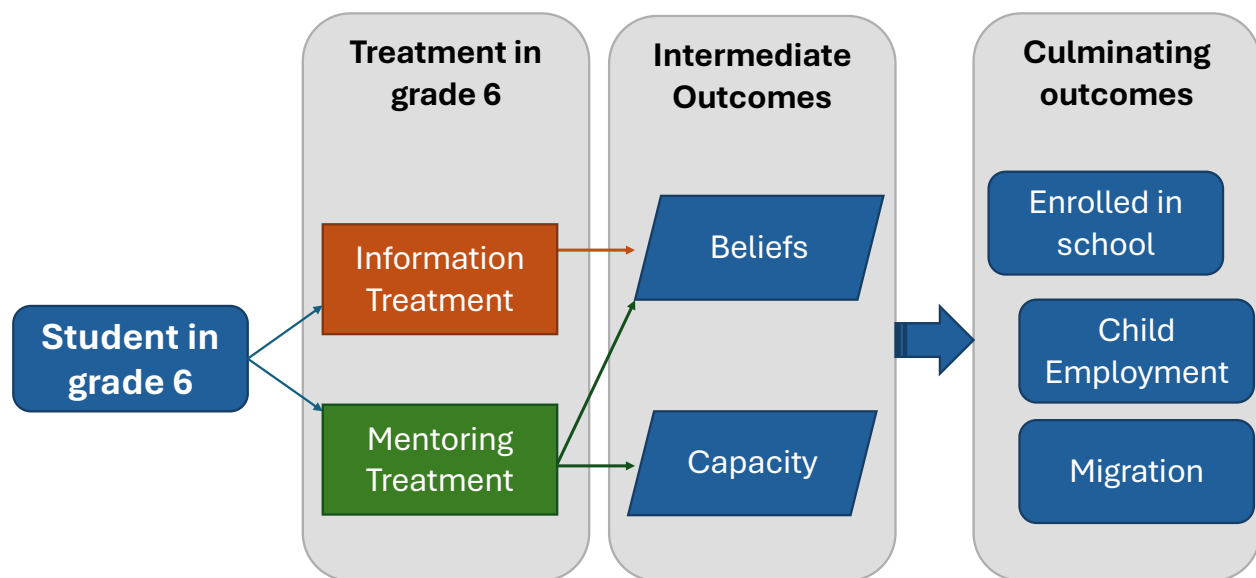 Treatment in
grade 6
Intermediate
Outcomes
Culminating
outcomes
Student in
grade 6
Information
Treatment
Mentoring
Treatment
Beliefs
Capacity
Enrolled in
school
Child
Employment
Migration